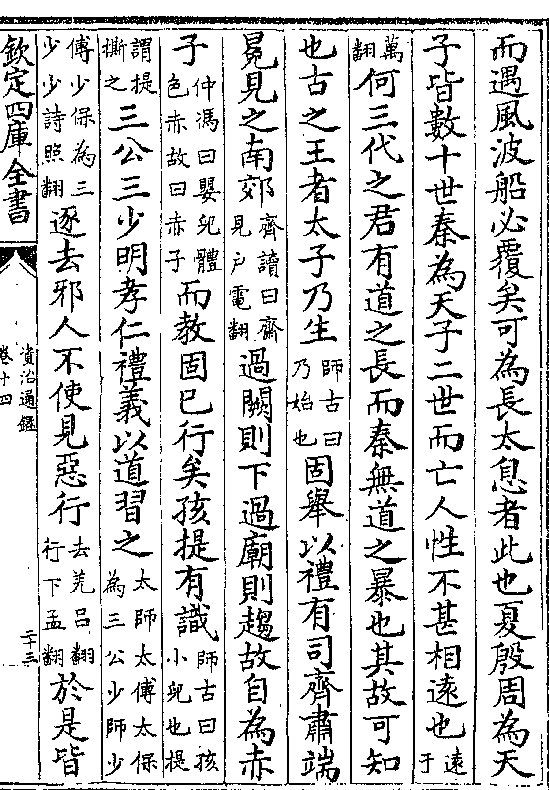 而遇風波船必覆矣可為長太息者此也夏殷周為天
子皆數十世秦為天子二世而亡人性不甚相遠也遠于
萬翻何三代之君有道之長而秦無道之暴也其故可知
也古之王者太子乃生師古曰乃始也固舉以禮有司齊肅端
冕見之南郊齊讀曰齋見戸電翻過闕則下過廟則趨故自為赤
子仲馮曰嬰兒體色赤故曰赤子而教固已行矣孩提有識師古曰孩小兒也提
謂提撕之三公三少明孝仁禮義以道習之太師太傅太保為三公少師少
傅少保為三少少詩照翻逐去邪人不使見惡行去羌呂翻行下孟翻於是皆
欽定四庫全書
資治通鑑
卷十四
二十三